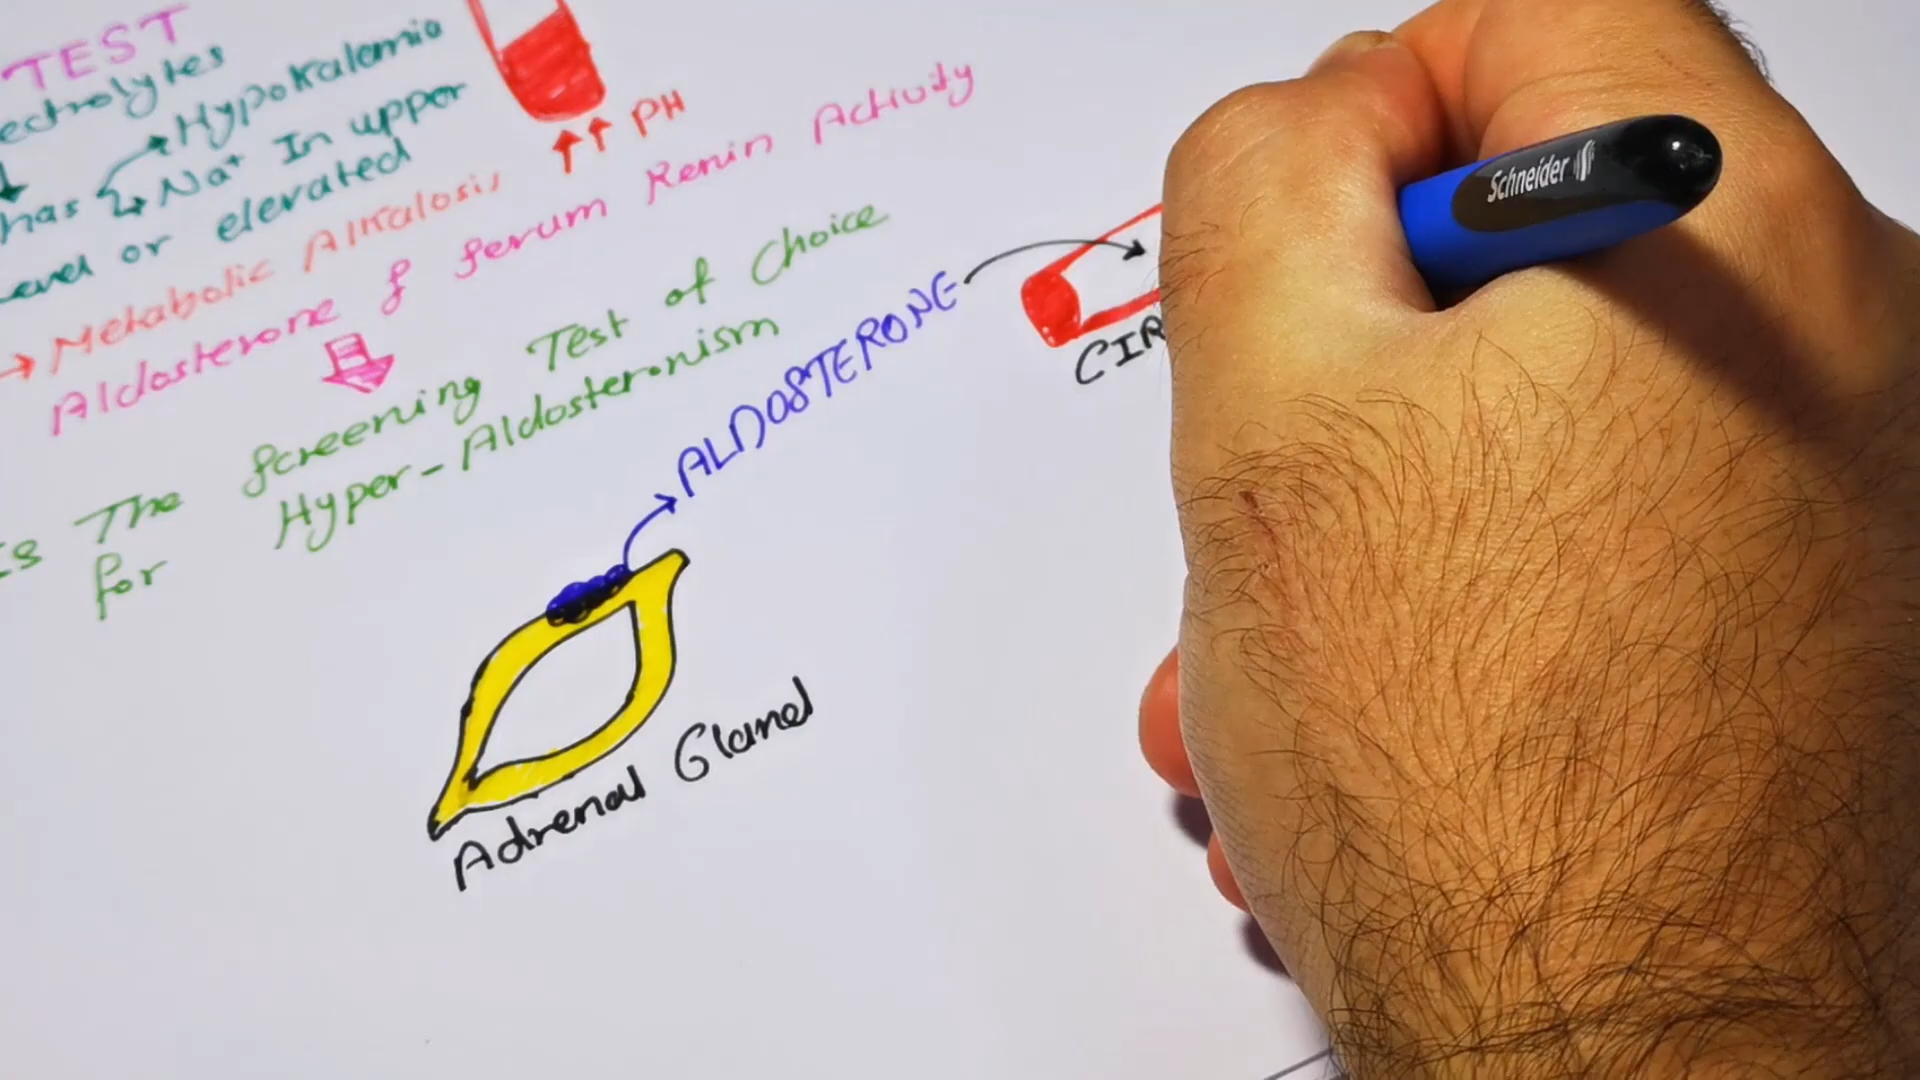 TEST
ectrolytes
has Hypokalemia
Na+ In upper
level or elevated
→ Metabolic Alkalosis ↑↑ PH
Aldosterone & serum Renin Activity
Is The screening Test of Choice
for Hyper-Aldosteronism
ALDOSTERONE
CIR
Adrenal Gland
Schneider